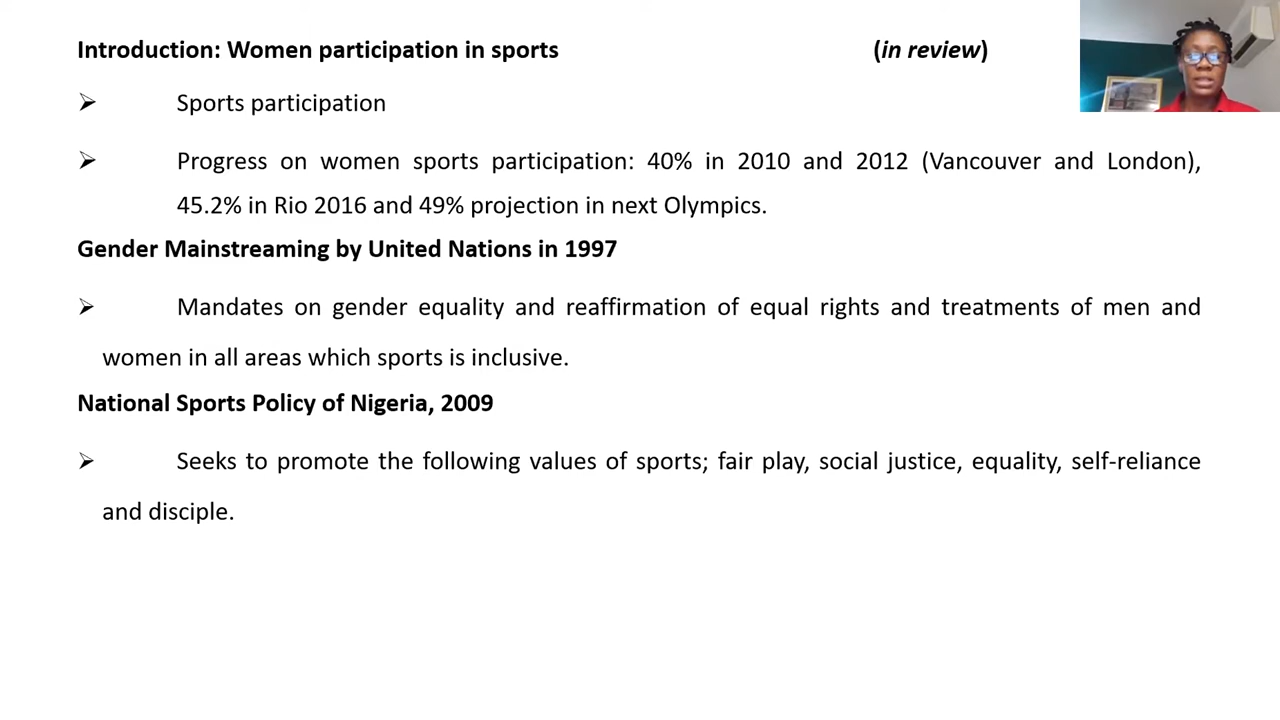 Introduction: Women participation in sports (in review)
➢ Sports participation
➢ Progress on women sports participation: 40% in 2010 and 2012 (Vancouver and London),
45.2% in Rio 2016 and 49% projection in next Olympics.
Gender Mainstreaming by United Nations in 1997
➢ Mandates on gender equality and reaffirmation of equal rights and treatments of men and
women in all areas which sports is inclusive.
National Sports Policy of Nigeria, 2009
➢ Seeks to promote the following values of sports; fair play, social justice, equality, self-reliance
and disciple.